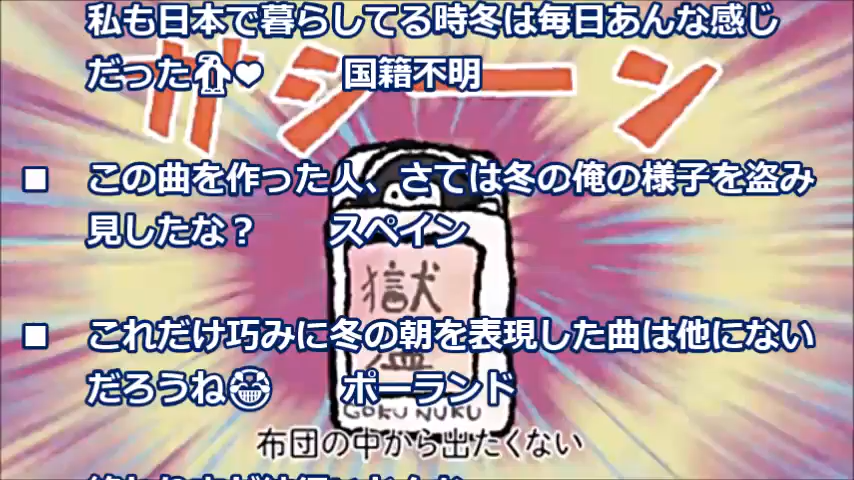 私も日本で暮らしてる時冬は毎日あんな感じ
だった🐧❤ 国籍不明
ガシーン
■ この曲を作った人、さては冬の俺の様子を盗み
見したな？ スペイン
獄
温
■ これだけ巧みに冬の朝を表現した曲は他にない
だろうね😂 ポーランド
GOKU NUKU
布団の中から出たくない